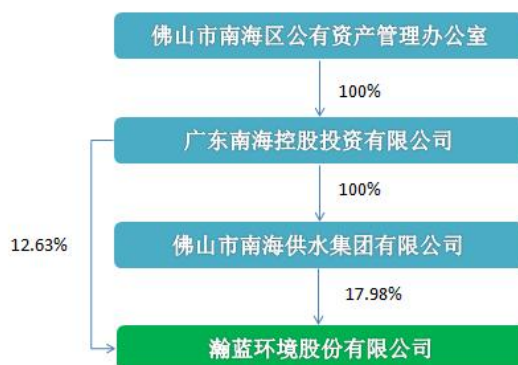 佛山市南海区公有资产管理办公室
100%
广东南海控股投资有限公司
100%
12.63%
佛山市南海供水集团有限公司
17.98%
瀚蓝环境股份有限公司